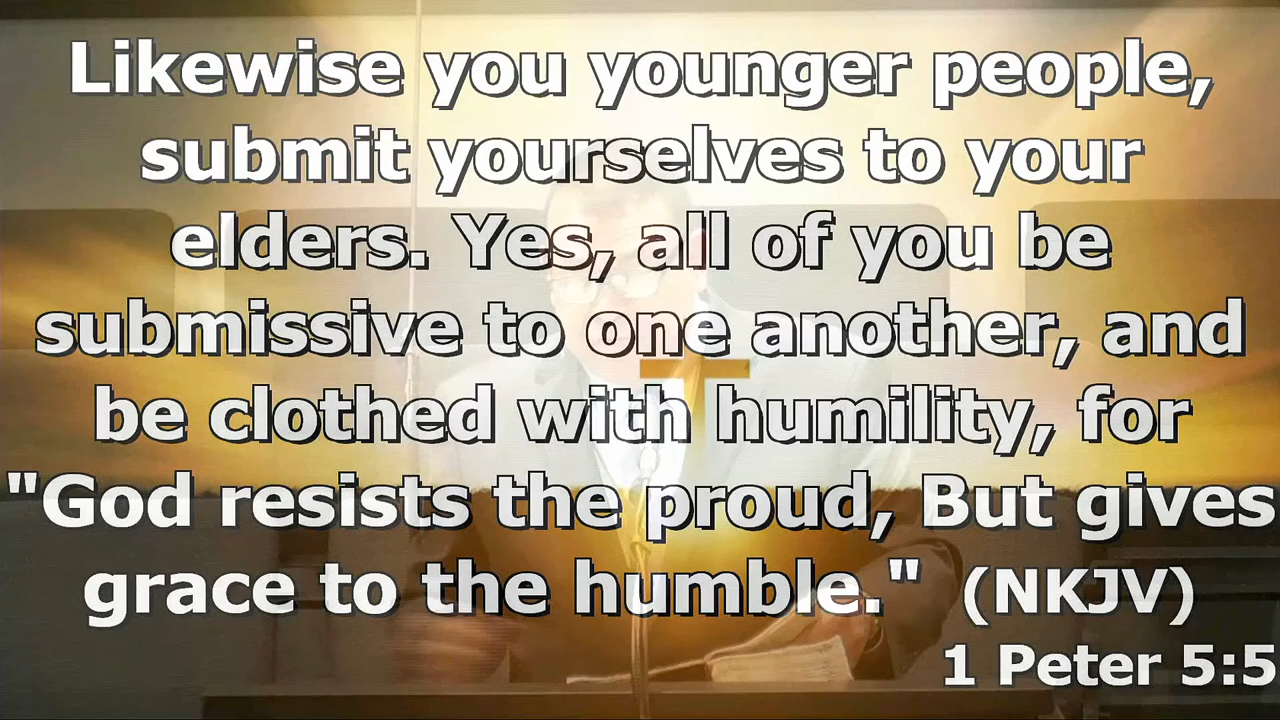 Likewise you younger people,
submit yourselves to your
elders. Yes, all of you be
submissive to one another, and
be clothed with humility, for
"God resists the proud, But gives
grace to the humble." (NKJV)
1 Peter 5:5